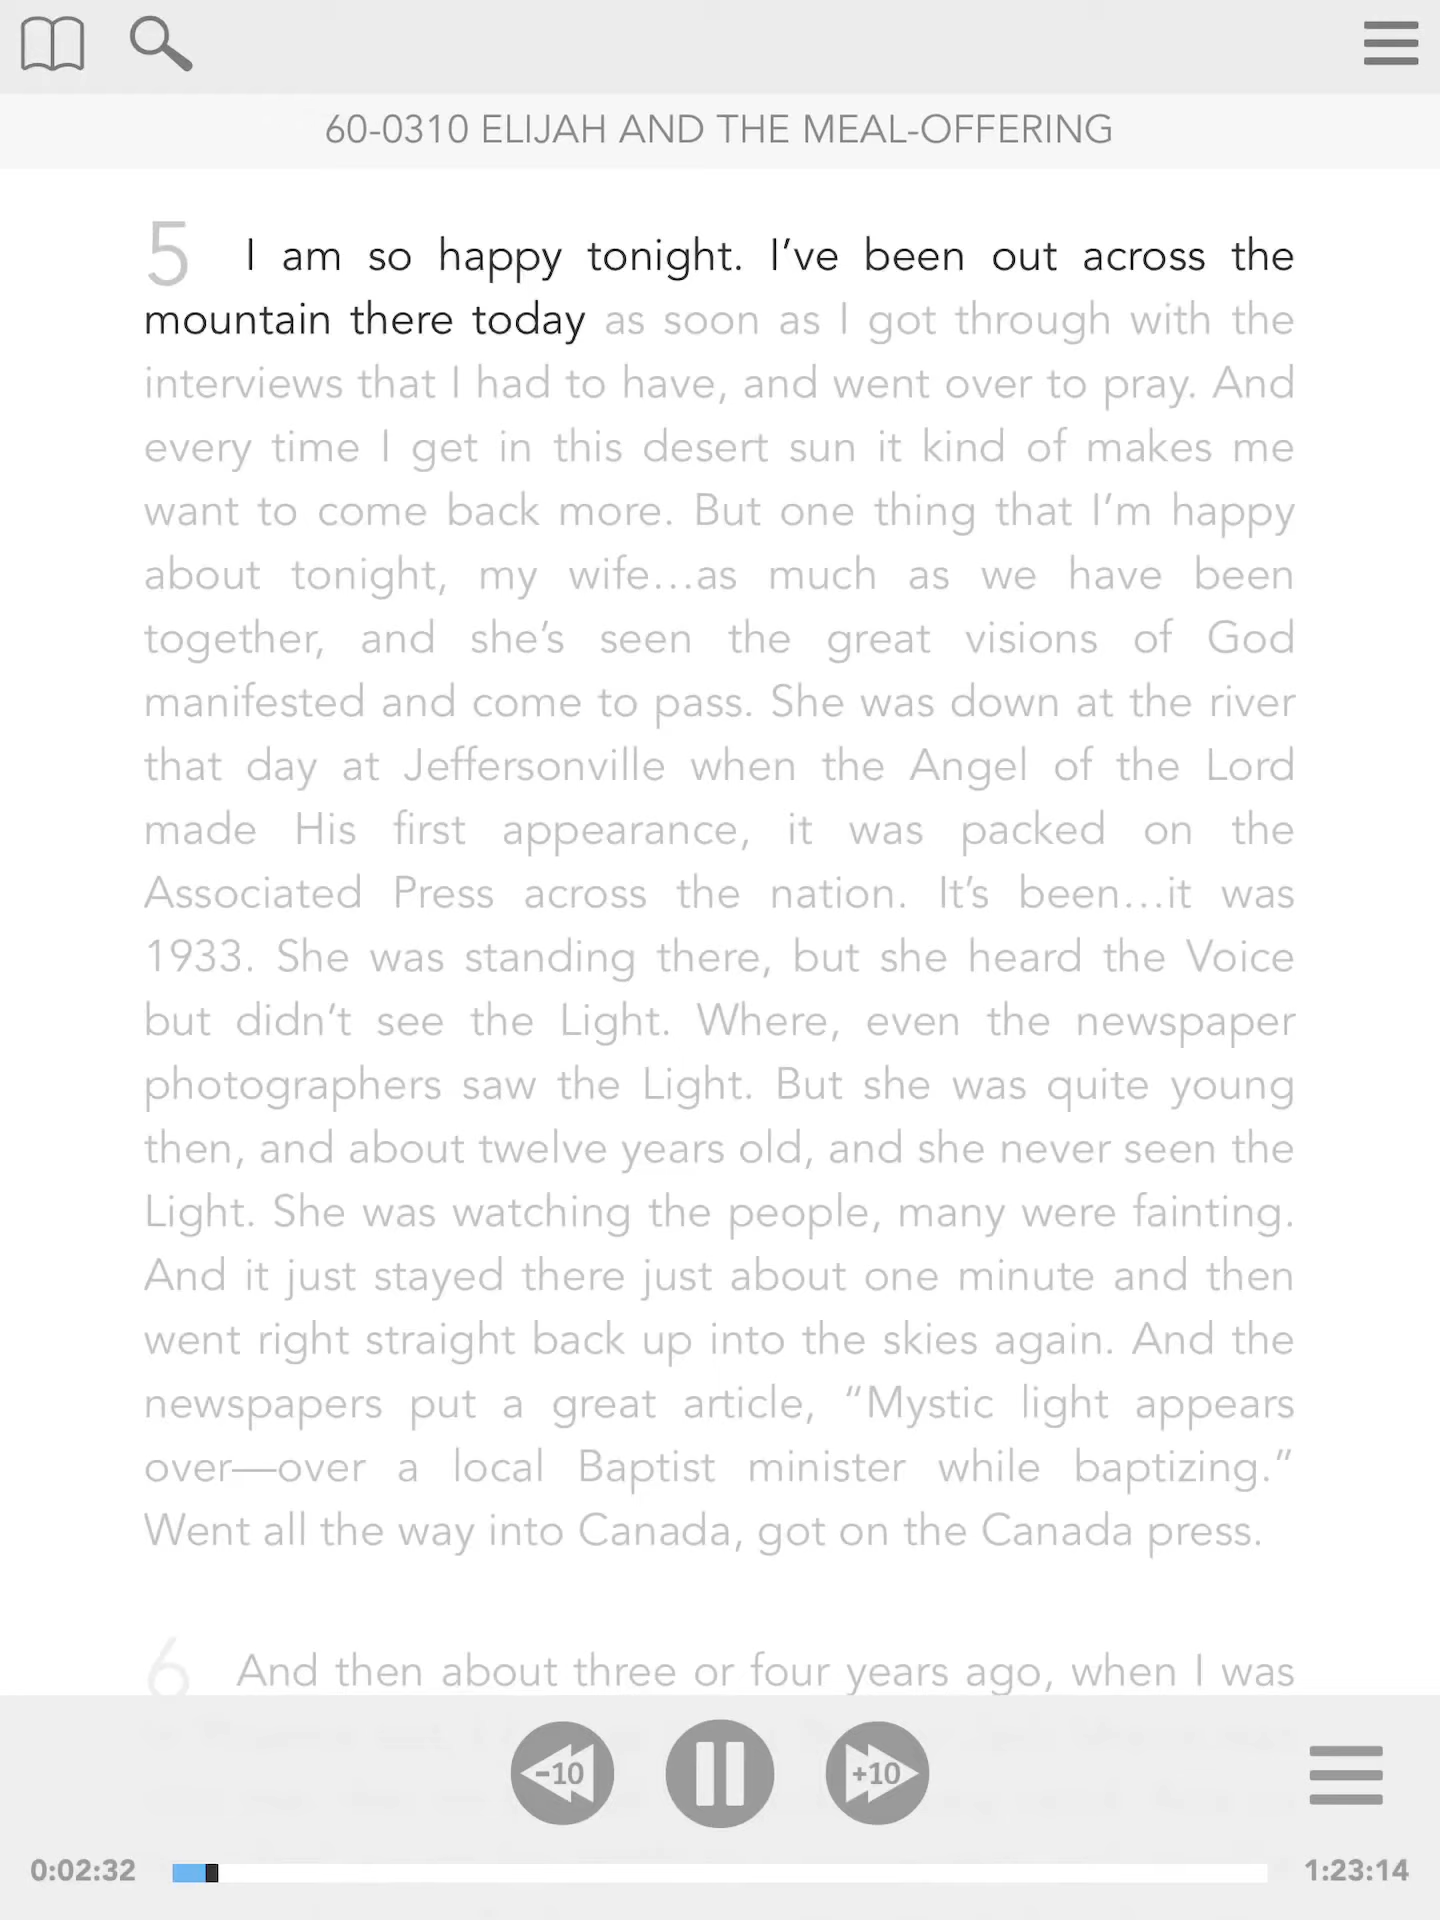 60-0310 ELIJAH AND THE MEAL-OFFERING
5 I am so happy tonight. I’ve been out across the
mountain there today as soon as I got through with the
interviews that I had to have, and went over to pray. And
every time I get in this desert sun it kind of makes me
want to come back more. But one thing that I’m happy
about tonight, my wife…as much as we have been
together, and she’s seen the great visions of God
manifested and come to pass. She was down at the river
that day at Jeffersonville when the Angel of the Lord
made His first appearance, it was packed on the
Associated Press across the nation. It’s been…it was
1933. She was standing there, but she heard the Voice
but didn’t see the Light. Where, even the newspaper
photographers saw the Light. But she was quite young
then, and about twelve years old, and she never seen the
Light. She was watching the people, many were fainting.
And it just stayed there just about one minute and then
went right straight back up into the skies again. And the
newspapers put a great article, “Mystic light appears
over—over a local Baptist minister while baptizing.”
Went all the way into Canada, got on the Canada press.
6 And then about three or four years ago, when I was
-10 +10
0:02:32 1:23:14